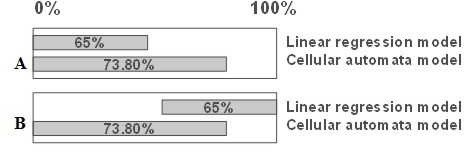 0% 100%
65% Linear regression model
A 73.80% Cellular automata model
65% Linear regression model
B 73.80% Cellular automata model